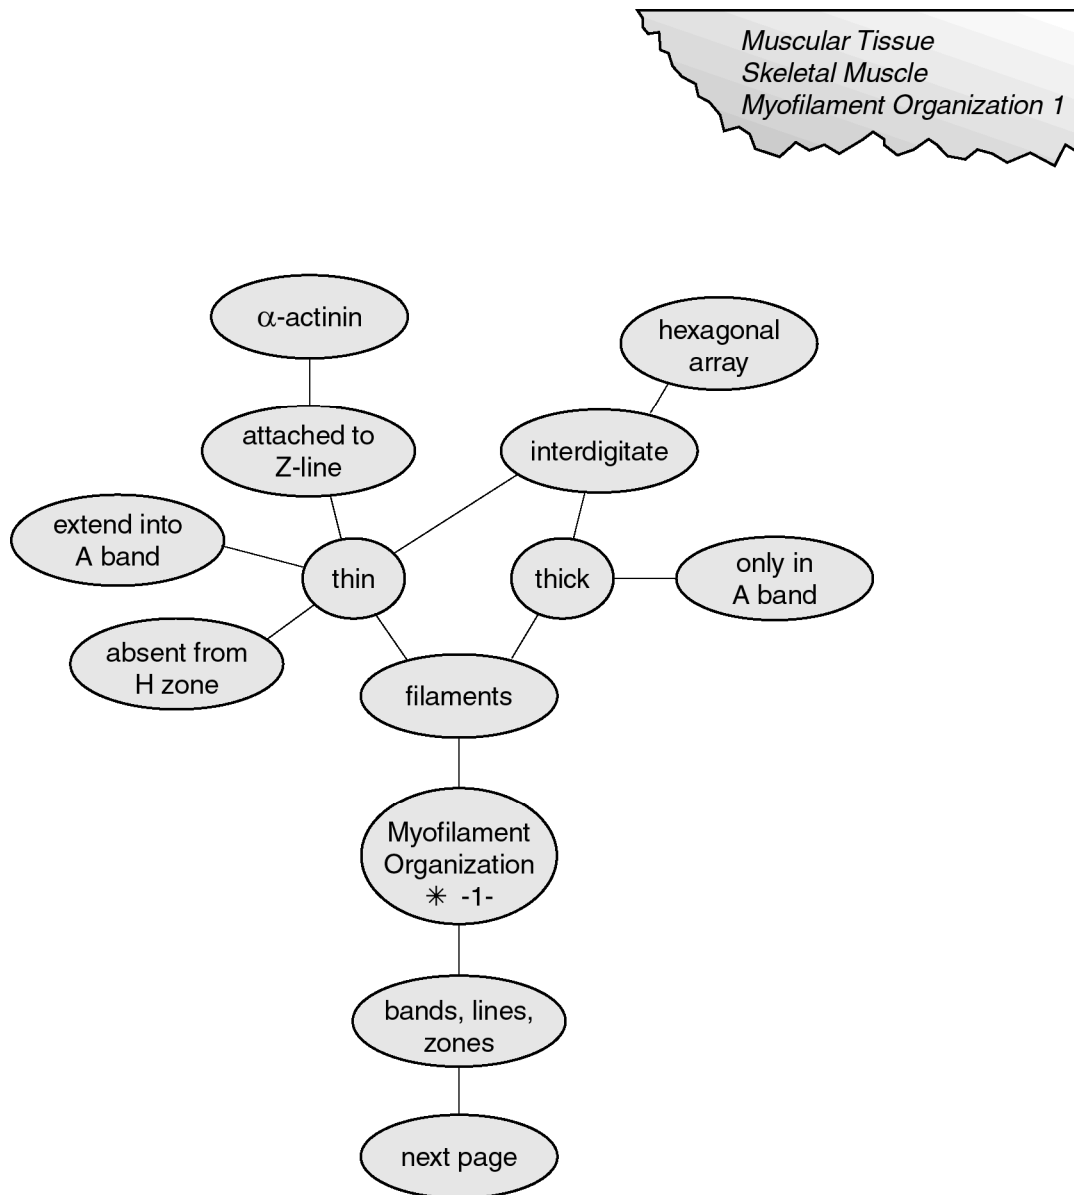 Muscular Tissue
Skeletal Muscle
Myofilament Organization 1
α-actinin
hexagonal
array
attached to
Z-line
interdigitate
extend into
A band
thin
thick
only in
A band
absent from
H zone
filaments
Myofilament
Organization
✳ -1-
bands, lines,
zones
next page